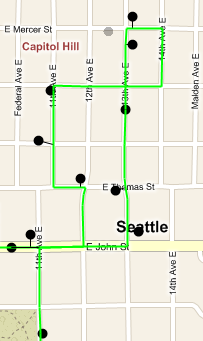 E Mercer St
Capitol Hill
Federal Ave E
11th Ave E
12th Ave E
13th Ave E
14th Ave E
Malden Ave E
E Thomas St
Seattle
E John St
11th Ave E
14th Ave E